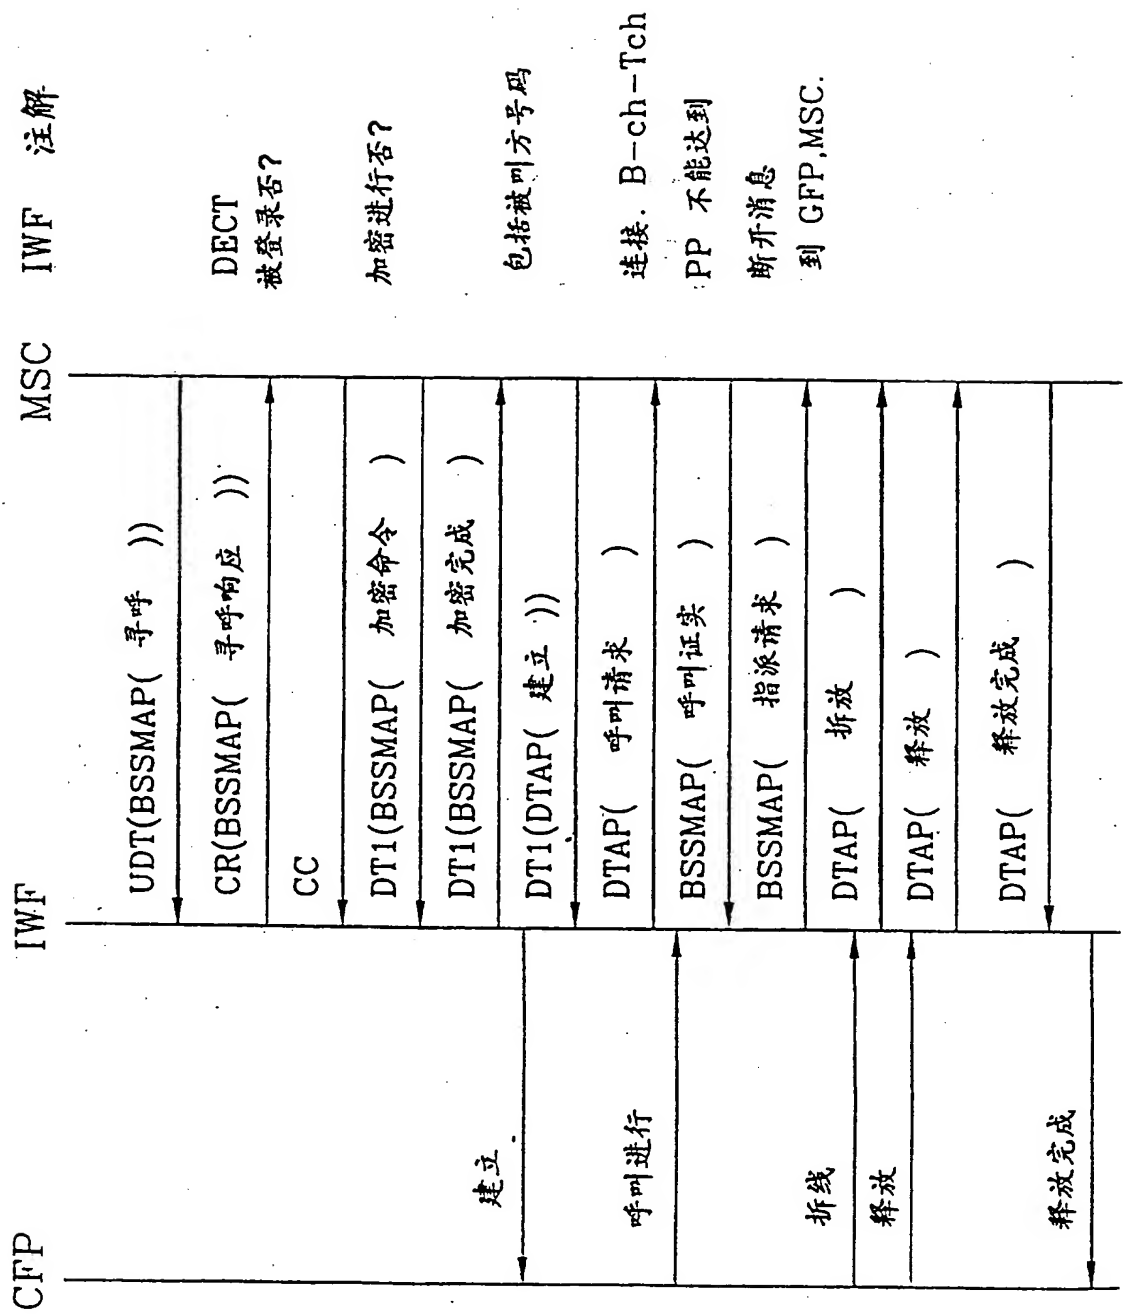 CFP
IWF
MSC
IWF 注解
UDT(BSSMAP( 寻呼 ))
CR(BSSMAP( 寻呼响应 ))
DECT
被登录否?
CC
DT1(BSSMAP( 加密命令 )
加密进行否?
DT1(BSSMAP( 加密完成 )
建立
DT1(DTAP( 建立 ))
包括被叫方号码
DTAP( 呼叫请求 )
呼叫进行
BSSMAP( 呼叫证实 )
连接. B-ch-Tch
PP 不能达到
BSSMAP( 指派请求 )
断开消息
到 GFP,MSC.
拆线
DTAP( 拆放 )
释放
DTAP( 释放 )
释放完成
DTAP( 释放完成 )